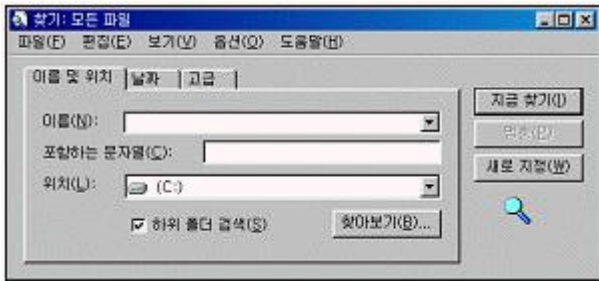 찾기: 모든 파일
파일(F) 편집(E) 보기(V) 옵션(O) 도움말(H)
이름 및 위치 날짜 고급
지금 찾기(I)
이름(N):
멈춤(P)
포함하는 문자열(C):
새로 지정(W)
위치(L): (C:)
하위 폴더 검색(S) 찾아보기(B)...